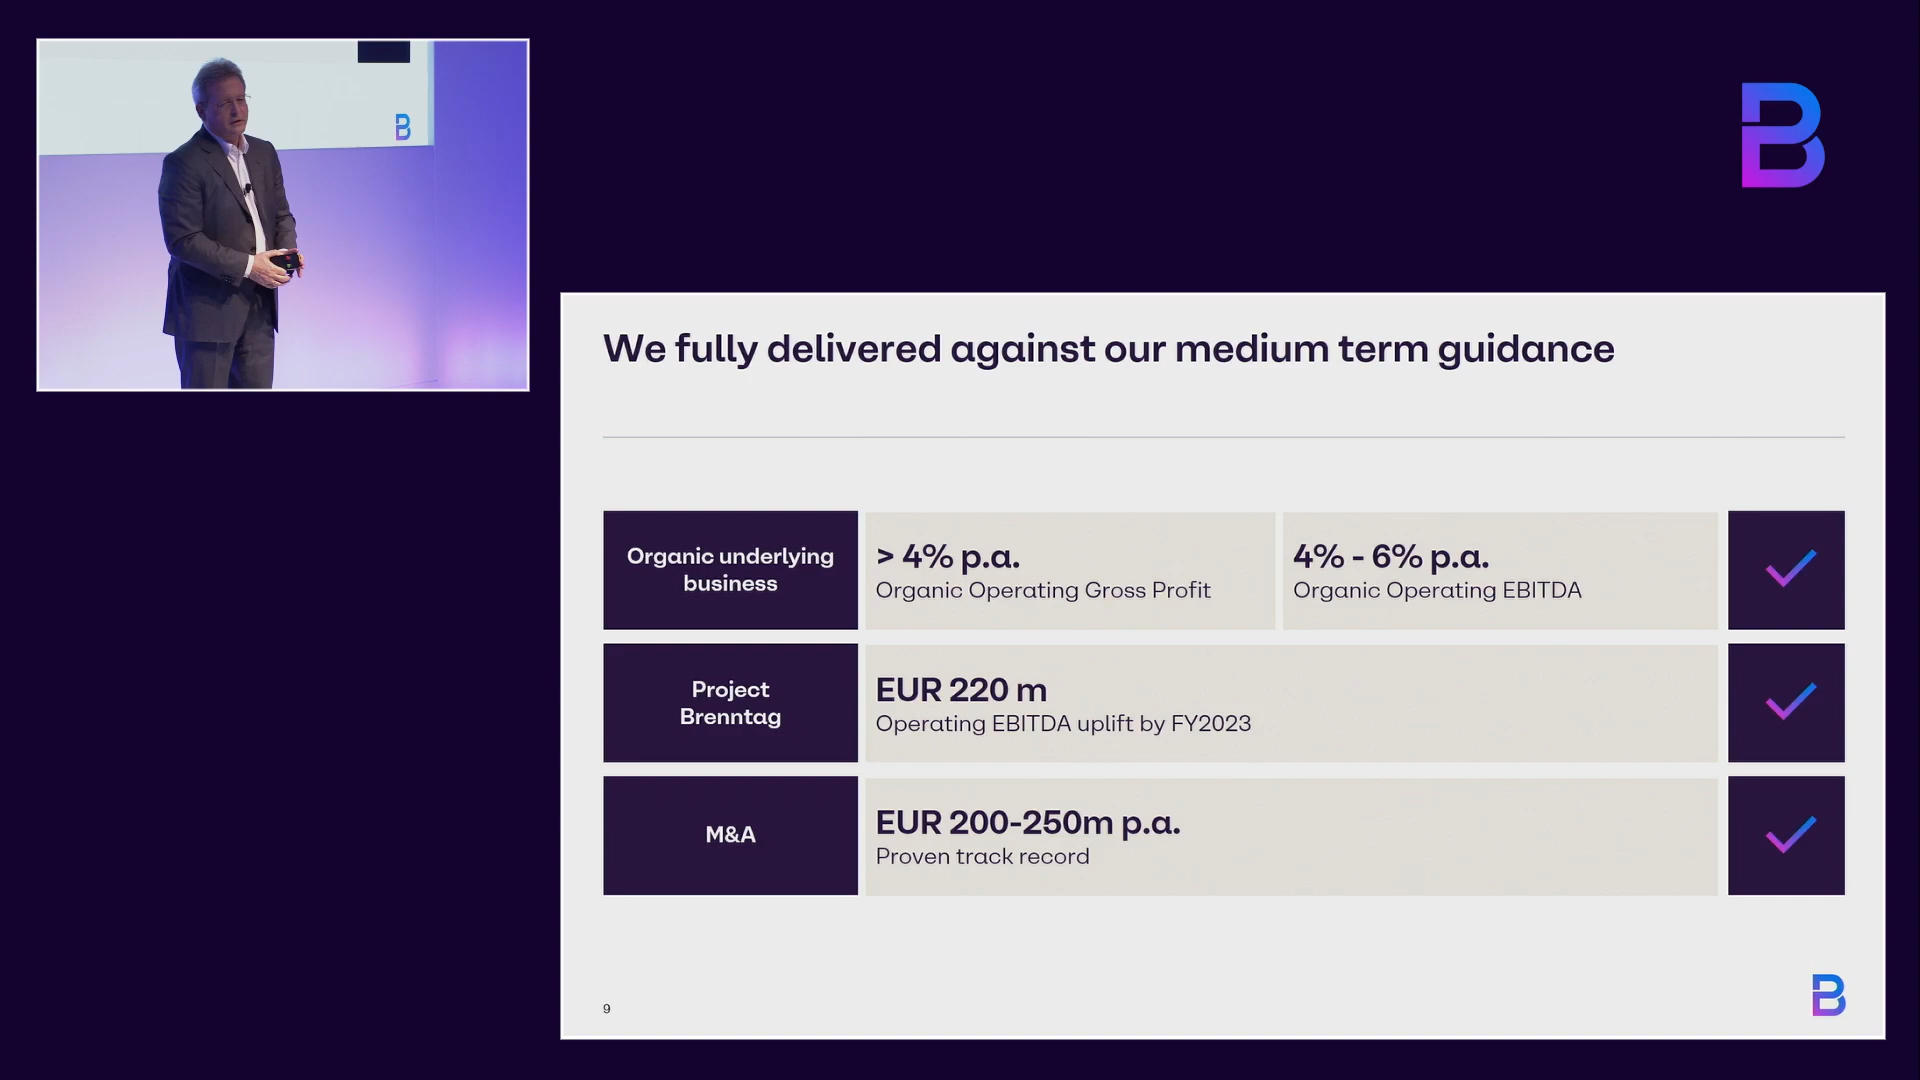 We fully delivered against our medium term guidance
Organic underlying
business
> 4% p.a.
Organic Operating Gross Profit
4% - 6% p.a.
Organic Operating EBITDA
Project
Brenntag
EUR 220 m
Operating EBITDA uplift by FY2023
M&A
EUR 200-250m p.a.
Proven track record
9